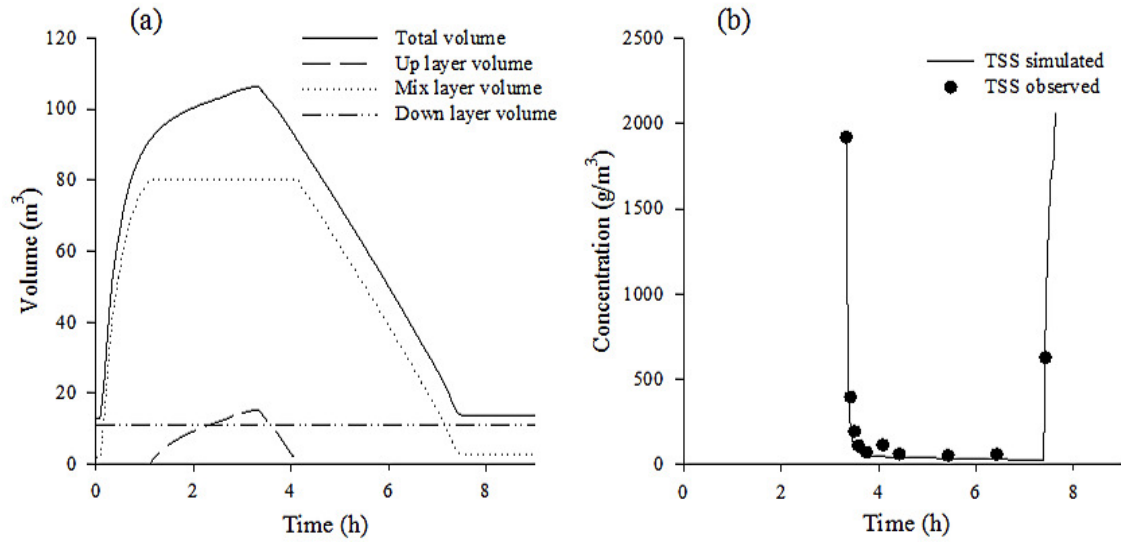 (a)
120
100
80
60
40
20
0
Volume (m³)
0 2 4 6 8
Time (h)
Total volume
Up layer volume
Mix layer volume
Down layer volume
(b)
2500
2000
1500
1000
500
0
Concentration (g/m³)
0 2 4 6 8
Time (h)
TSS simulated
TSS observed